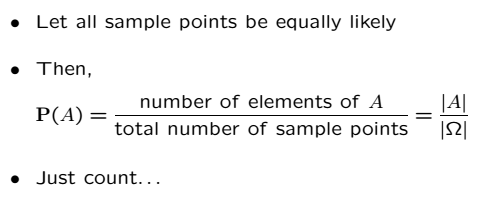 • Let all sample points be equally likely
• Then,
P(A) = number of elements of A / total number of sample points = |A| / |Ω|
• Just count...